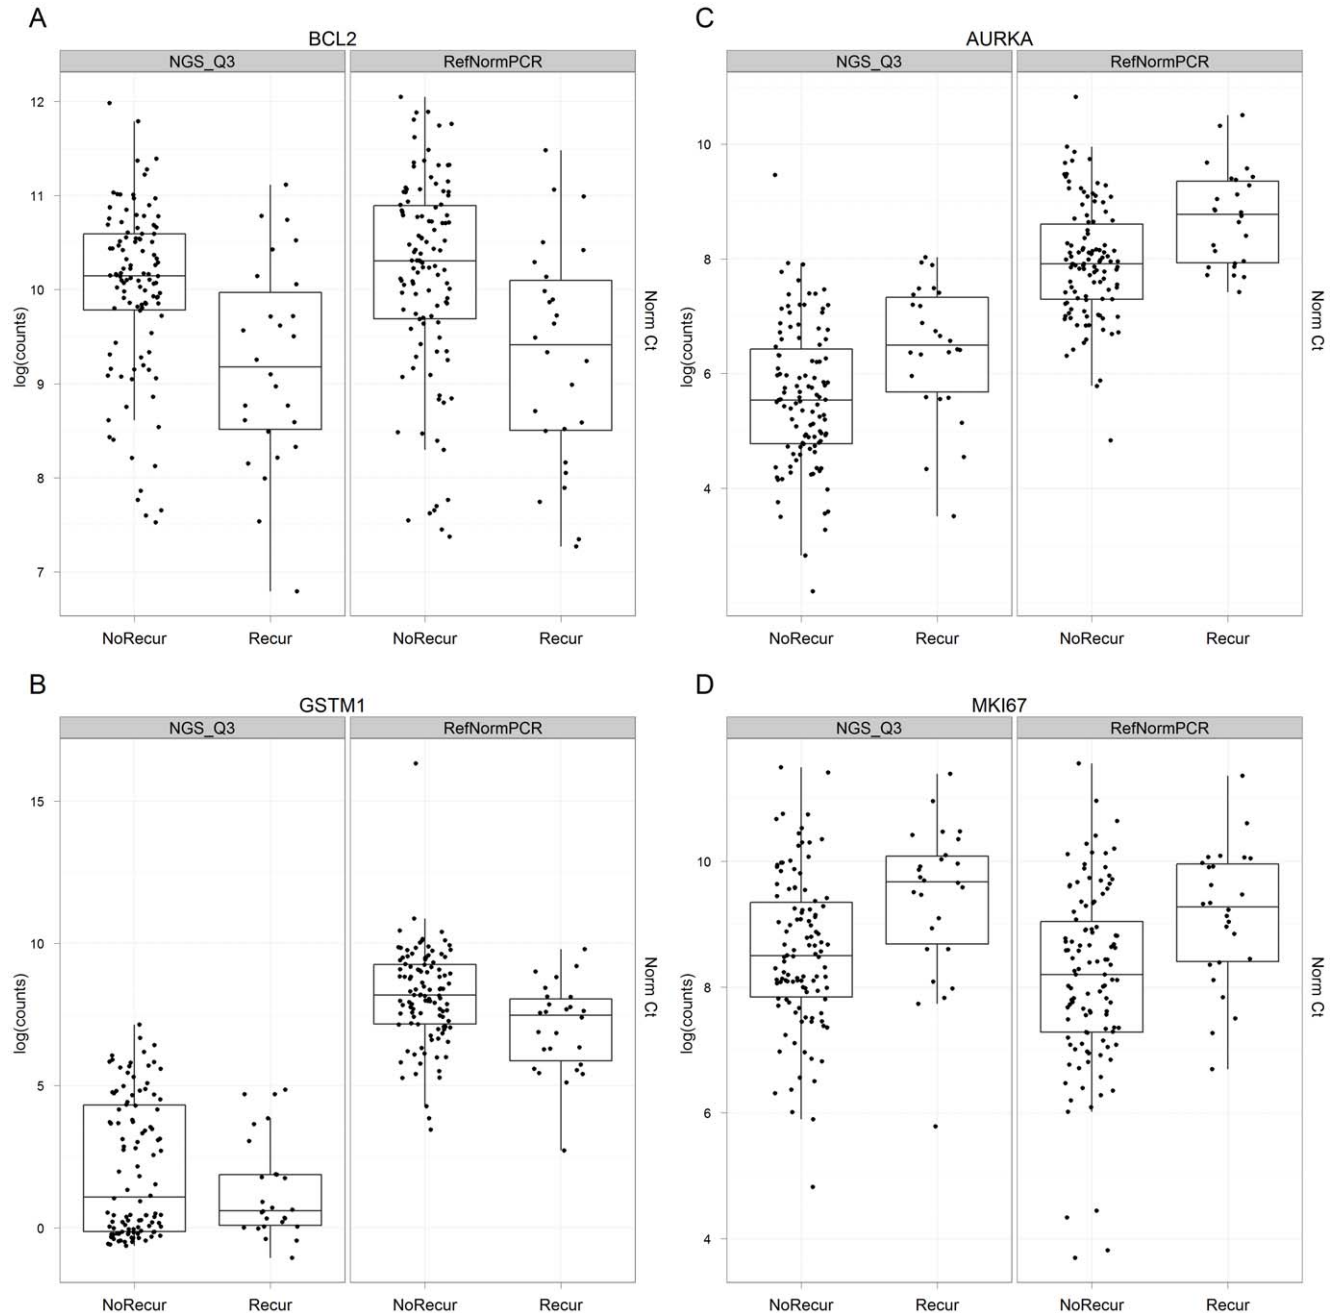 A
BCL2
NGS_Q3
RefNormPCR
log(counts)
12
11
10
9
8
7
Norm Ct
NoRecur
Recur
NoRecur
Recur
C
AURKA
NGS_Q3
RefNormPCR
log(counts)
10
8
6
4
Norm Ct
NoRecur
Recur
NoRecur
Recur
B
GSTM1
NGS_Q3
RefNormPCR
log(counts)
15
10
5
0
Norm Ct
NoRecur
Recur
NoRecur
Recur
D
MKI67
NGS_Q3
RefNormPCR
log(counts)
10
8
6
4
Norm Ct
NoRecur
Recur
NoRecur
Recur